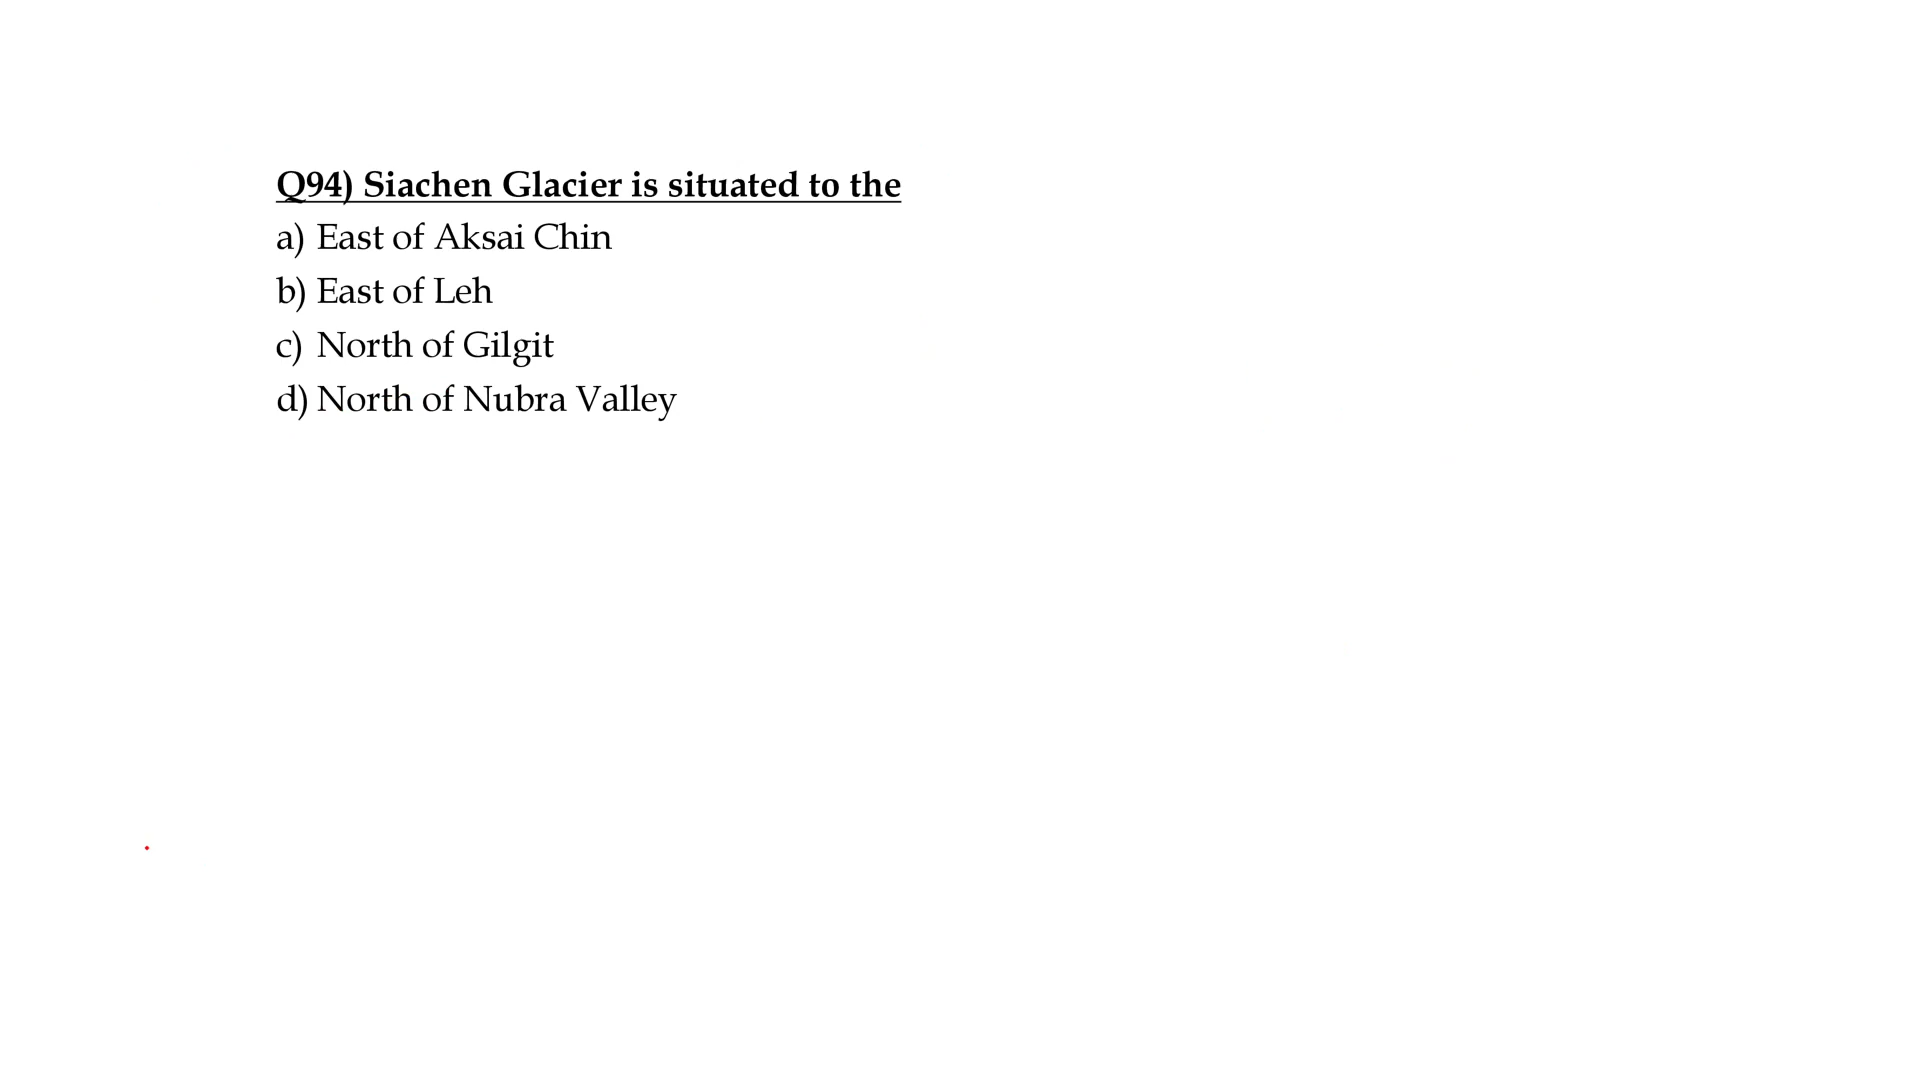 Q94) Siachen Glacier is situated to the
a) East of Aksai Chin
b) East of Leh
c) North of Gilgit
d) North of Nubra Valley